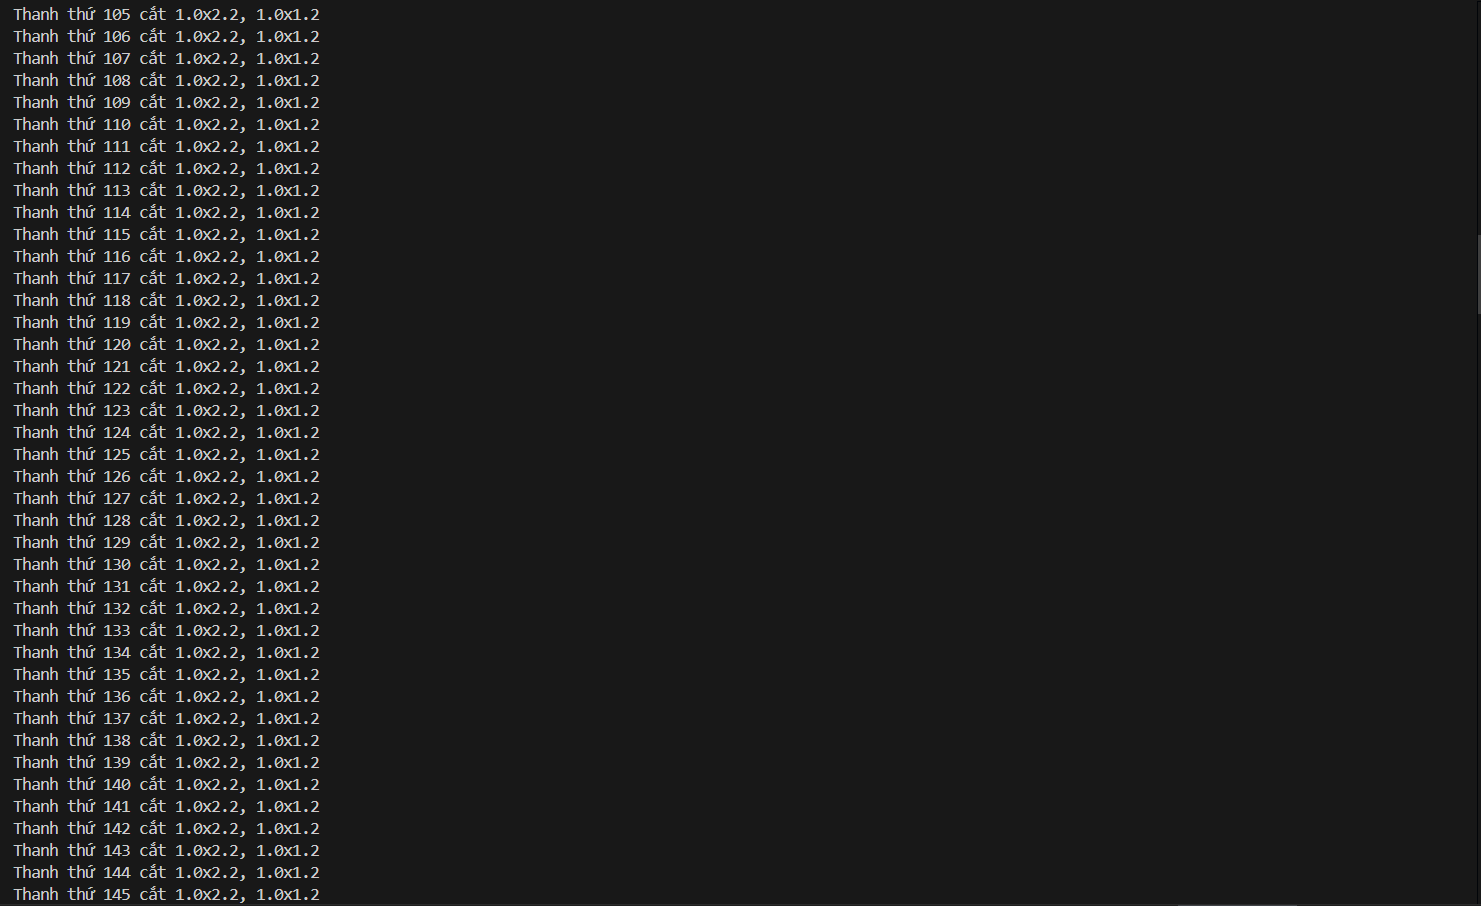 Thanh thứ 105 cắt 1.0x2.2, 1.0x1.2
Thanh thứ 106 cắt 1.0x2.2, 1.0x1.2
Thanh thứ 107 cắt 1.0x2.2, 1.0x1.2
Thanh thứ 108 cắt 1.0x2.2, 1.0x1.2
Thanh thứ 109 cắt 1.0x2.2, 1.0x1.2
Thanh thứ 110 cắt 1.0x2.2, 1.0x1.2
Thanh thứ 111 cắt 1.0x2.2, 1.0x1.2
Thanh thứ 112 cắt 1.0x2.2, 1.0x1.2
Thanh thứ 113 cắt 1.0x2.2, 1.0x1.2
Thanh thứ 114 cắt 1.0x2.2, 1.0x1.2
Thanh thứ 115 cắt 1.0x2.2, 1.0x1.2
Thanh thứ 116 cắt 1.0x2.2, 1.0x1.2
Thanh thứ 117 cắt 1.0x2.2, 1.0x1.2
Thanh thứ 118 cắt 1.0x2.2, 1.0x1.2
Thanh thứ 119 cắt 1.0x2.2, 1.0x1.2
Thanh thứ 120 cắt 1.0x2.2, 1.0x1.2
Thanh thứ 121 cắt 1.0x2.2, 1.0x1.2
Thanh thứ 122 cắt 1.0x2.2, 1.0x1.2
Thanh thứ 123 cắt 1.0x2.2, 1.0x1.2
Thanh thứ 124 cắt 1.0x2.2, 1.0x1.2
Thanh thứ 125 cắt 1.0x2.2, 1.0x1.2
Thanh thứ 126 cắt 1.0x2.2, 1.0x1.2
Thanh thứ 127 cắt 1.0x2.2, 1.0x1.2
Thanh thứ 128 cắt 1.0x2.2, 1.0x1.2
Thanh thứ 129 cắt 1.0x2.2, 1.0x1.2
Thanh thứ 130 cắt 1.0x2.2, 1.0x1.2
Thanh thứ 131 cắt 1.0x2.2, 1.0x1.2
Thanh thứ 132 cắt 1.0x2.2, 1.0x1.2
Thanh thứ 133 cắt 1.0x2.2, 1.0x1.2
Thanh thứ 134 cắt 1.0x2.2, 1.0x1.2
Thanh thứ 135 cắt 1.0x2.2, 1.0x1.2
Thanh thứ 136 cắt 1.0x2.2, 1.0x1.2
Thanh thứ 137 cắt 1.0x2.2, 1.0x1.2
Thanh thứ 138 cắt 1.0x2.2, 1.0x1.2
Thanh thứ 139 cắt 1.0x2.2, 1.0x1.2
Thanh thứ 140 cắt 1.0x2.2, 1.0x1.2
Thanh thứ 141 cắt 1.0x2.2, 1.0x1.2
Thanh thứ 142 cắt 1.0x2.2, 1.0x1.2
Thanh thứ 143 cắt 1.0x2.2, 1.0x1.2
Thanh thứ 144 cắt 1.0x2.2, 1.0x1.2
Thanh thứ 145 cắt 1.0x2.2, 1.0x1.2